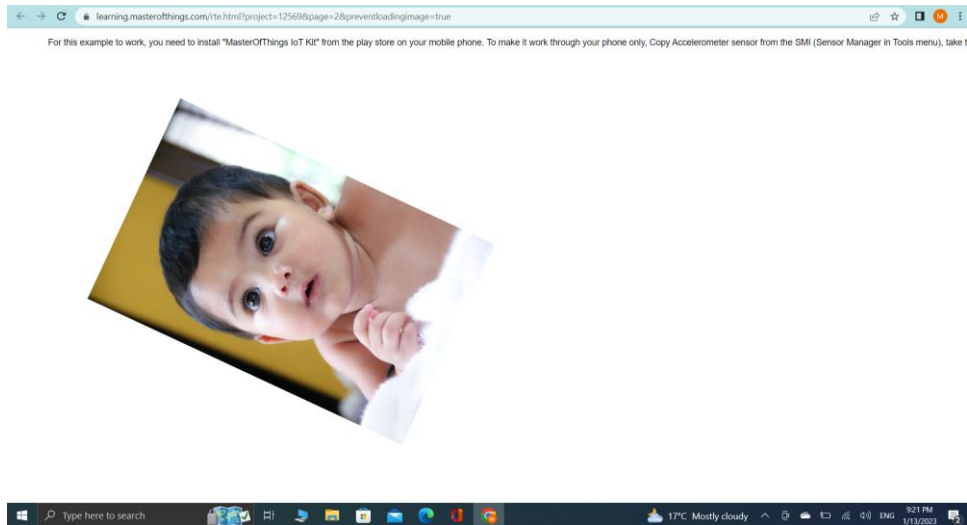 learning.masterofthings.com/rte.html?project=12569&page=2&preventloadingimage=true
M
For this example to work, you need to install "MasterOfThings IoT Kit" from the play store on your mobile phone. To make it work through your phone only, Copy Accelerometer sensor from the SMI (Sensor Manager in Tools menu), take t
Type here to search
17°C Mostly cloudy
ENG
9:21 PM
1/13/2023